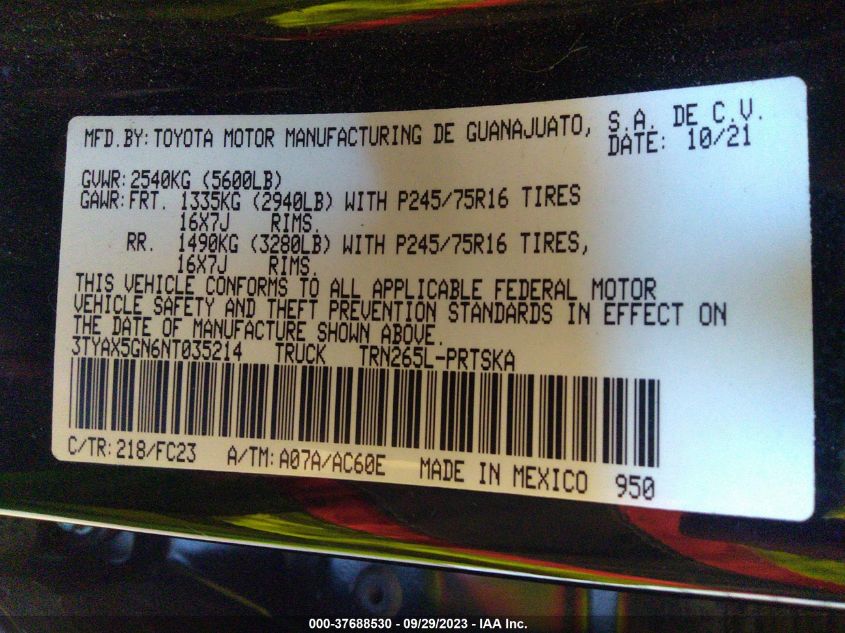 MFD.BY:TOYOTA MOTOR MANUFACTURING DE GUANAJUATO, S.A. DE C.V.
DATE: 10/21
GVWR:2540KG (5600LB)
GAWR:FRT. 1335KG (2940LB) WITH P245/75R16 TIRES
16X7J RIMS.
RR. 1490KG (3280LB) WITH P245/75R16 TIRES,
16X7J RIMS.
THIS VEHICLE CONFORMS TO ALL APPLICABLE FEDERAL MOTOR
VEHICLE SAFETY AND THEFT PREVENTION STANDARDS IN EFFECT ON
THE DATE OF MANUFACTURE SHOWN ABOVE.
3TYAX5GN6NT035214 TRUCK TRN265L-PRTSKA
C/TR:218/FC23 A/TM:A07A/AC60E MADE IN MEXICO 950
000-37688530 - 09/29/2023 - IAA Inc.